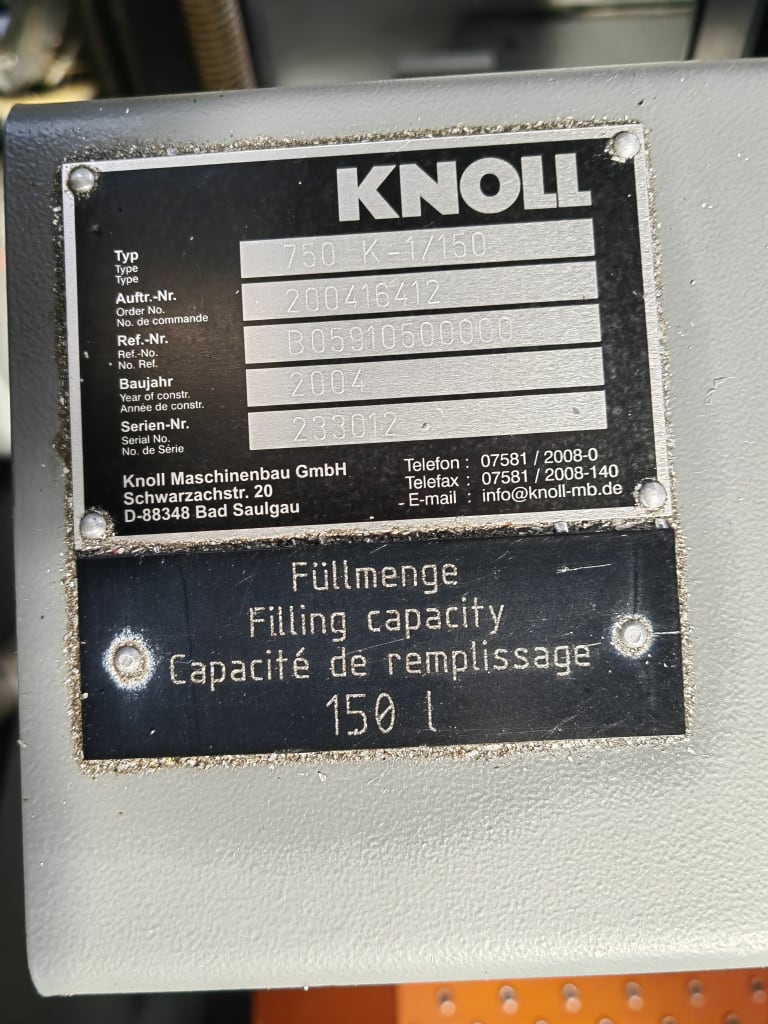 KNOLL
Typ 750 K-1/150
Type
Type
Auftr.-Nr. 200416412
Order No.
No. de commande
Ref.-Nr. B05910500000
Ref.-No.
No. Ref.
Baujahr 2004
Year of constr.
Année de constr.
Serien-Nr. 233012
Serial No.
No. de Série
Knoll Maschinenbau GmbH
Schwarzachstr. 20
D-88348 Bad Saulgau
Telefon : 07581 / 2008-0
Telefax : 07581 / 2008-140
E-mail : info@knoll-mb.de
Füllmenge
Filling capacity
Capacité de remplissage
150 l